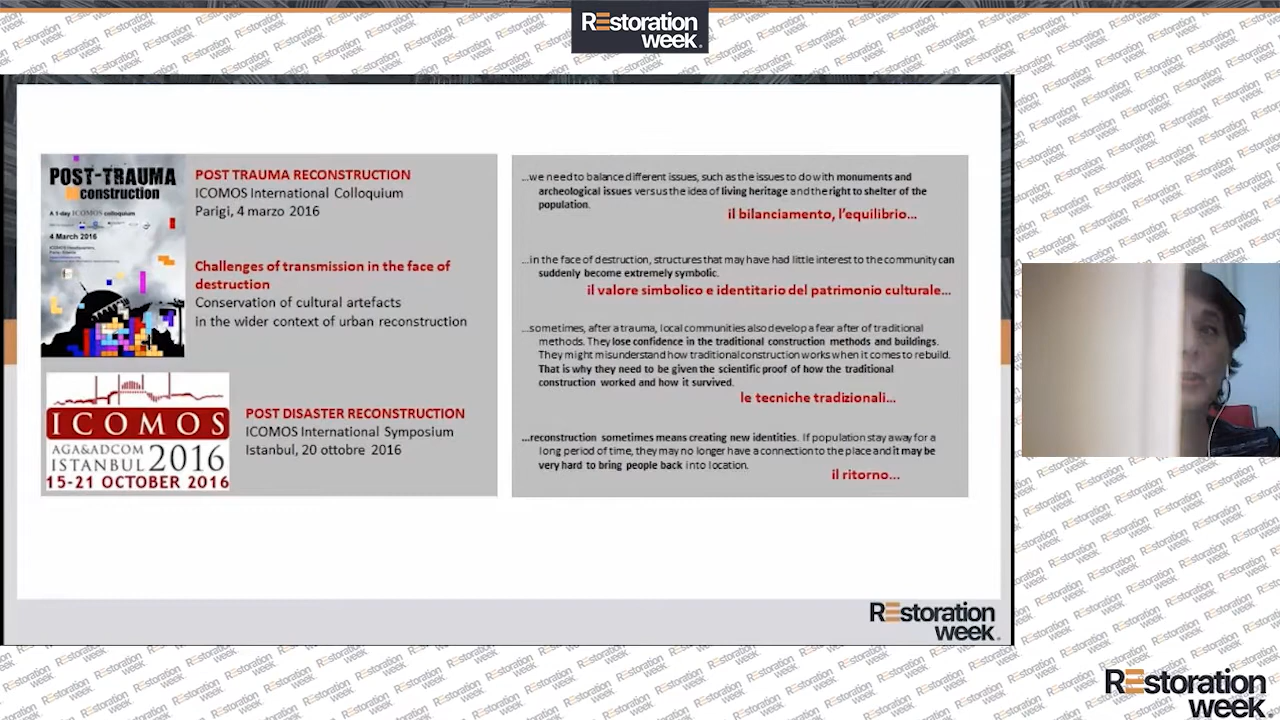 REstoration
week.
POST-TRAUMA
construction
A 1-day ICOMOS colloquium
4 March 2016
POST TRAUMA RECONSTRUCTION
ICOMOS International Colloquium
Parigi, 4 marzo 2016
Challenges of transmission in the face of
destruction
Conservation of cultural artefacts
in the wider context of urban reconstruction
ICOMOS
AGA&ADCOM
ISTANBUL 2016
15-21 OCTOBER 2016
POST DISASTER RECONSTRUCTION
ICOMOS International Symposium
Istanbul, 20 ottobre 2016
...we need to balance different issues, such as the issues to do with monuments and
archeological issues versus the idea of living heritage and the right to shelter of the
population.
il bilanciamento, l'equilibrio...
...in the face of destruction, structures that may have had little interest to the community can
suddenly become extremely symbolic.
il valore simbolico e identitario del patrimonio culturale...
...sometimes, after a trauma, local communities also develop a fear after of traditional
methods. They lose confidence in the traditional construction methods and buildings.
They might misunderstand how traditional construction works when it comes to rebuild.
That is why they need to be given the scientific proof of how the traditional
construction worked and how it survived.
le tecniche tradizionali...
...reconstruction sometimes means creating new identities. If population stay away for a
long period of time, they may no longer have a connection to the place and it may be
very hard to bring people back into location.
il ritorno...
REstoration
week.
REstoration
week.